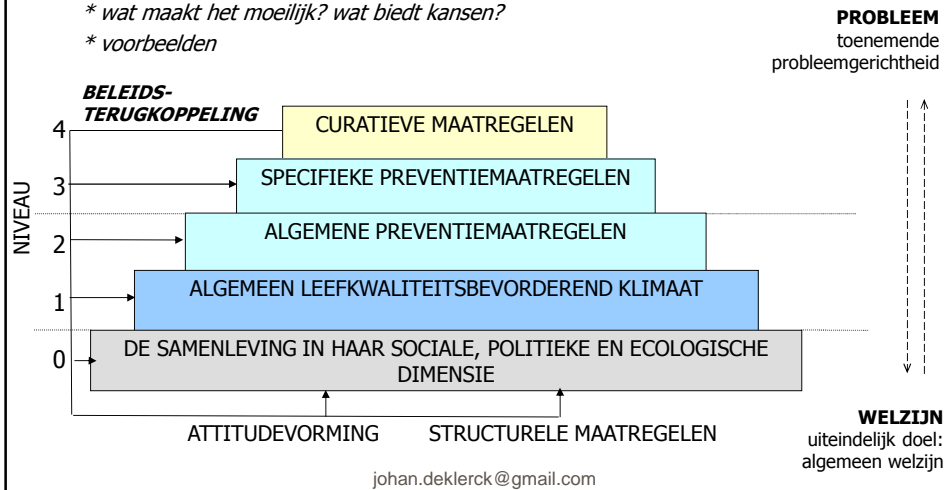 * wat maakt het moeilijk? wat biedt kansen?
* voorbeelden
PROBLEEM
toenemende
probleemgerichtheid
BELEIDS-
TERUGKOPPELING
NIVEAU
4
CURATIEVE MAATREGELEN
3
SPECIFIEKE PREVENTIEMAATREGELEN
2
ALGEMENE PREVENTIEMAATREGELEN
1
ALGEMEEN LEEFKWALITEITSBEVORDEREND KLIMAAT
0
DE SAMENLEVING IN HAAR SOCIALE, POLITIEKE EN ECOLOGISCHE
DIMENSIE
ATTITUDEVORMING
STRUCTURELE MAATREGELEN
WELZIJN
uiteindelijk doel:
algemeen welzijn
johan.deklerck@gmail.com